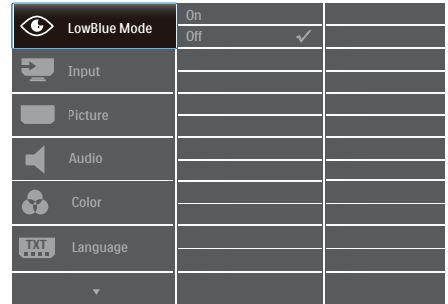 LowBlue Mode
On
Off
Input
Picture
Audio
Color
TXT
Language